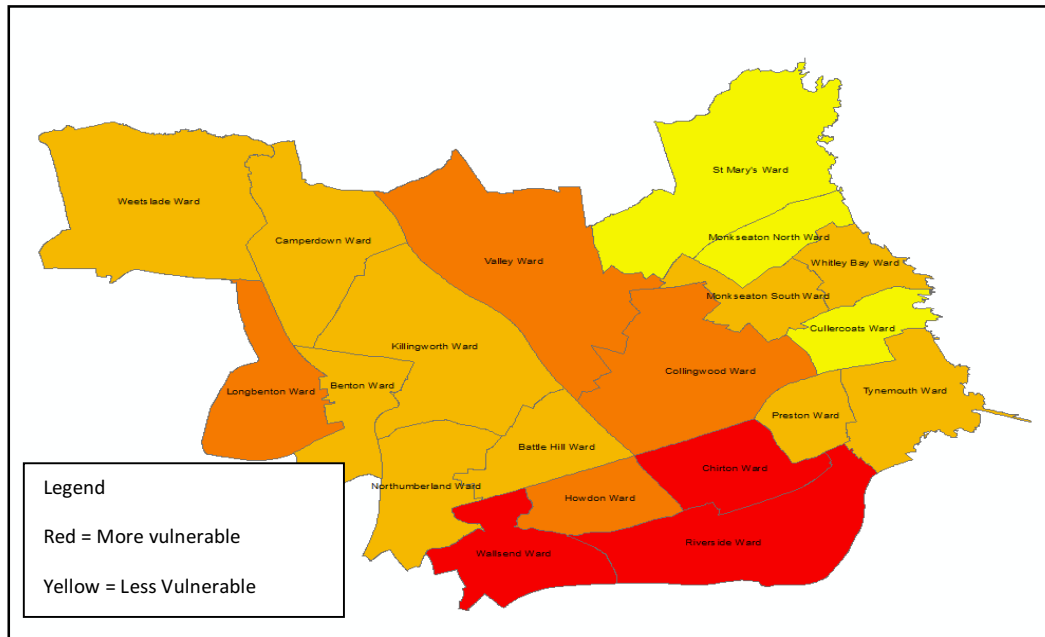 St Mary's Ward
Weetslade Ward
Monkseaton North Ward
Camperdown Ward
Valley Ward
Whitley Bay Ward
Monkseaton South Ward
Cullercoats Ward
Killingworth Ward
Collingwood Ward
Benton Ward
Longbenton Ward
Tynemouth Ward
Preston Ward
Battle Hill Ward
Chirton Ward
Northumberland Ward
Howdon Ward
Riverside Ward
Wallsend Ward
Legend
Red = More vulnerable
Yellow = Less Vulnerable